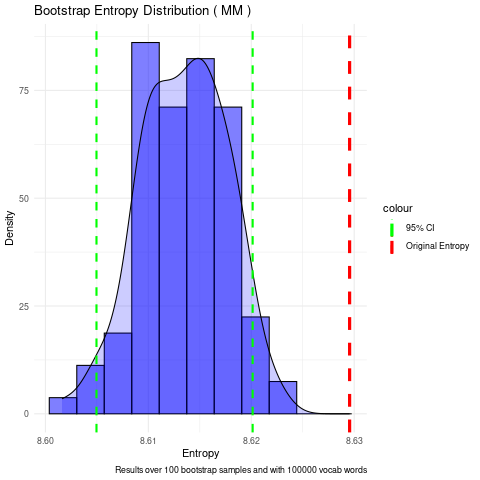 Bootstrap Entropy Distribution ( MM )
Density
75
50
25
0
8.60
8.61
8.62
8.63
Entropy
colour
95% CI
Original Entropy
Results over 100 bootstrap samples and with 100000 vocab words